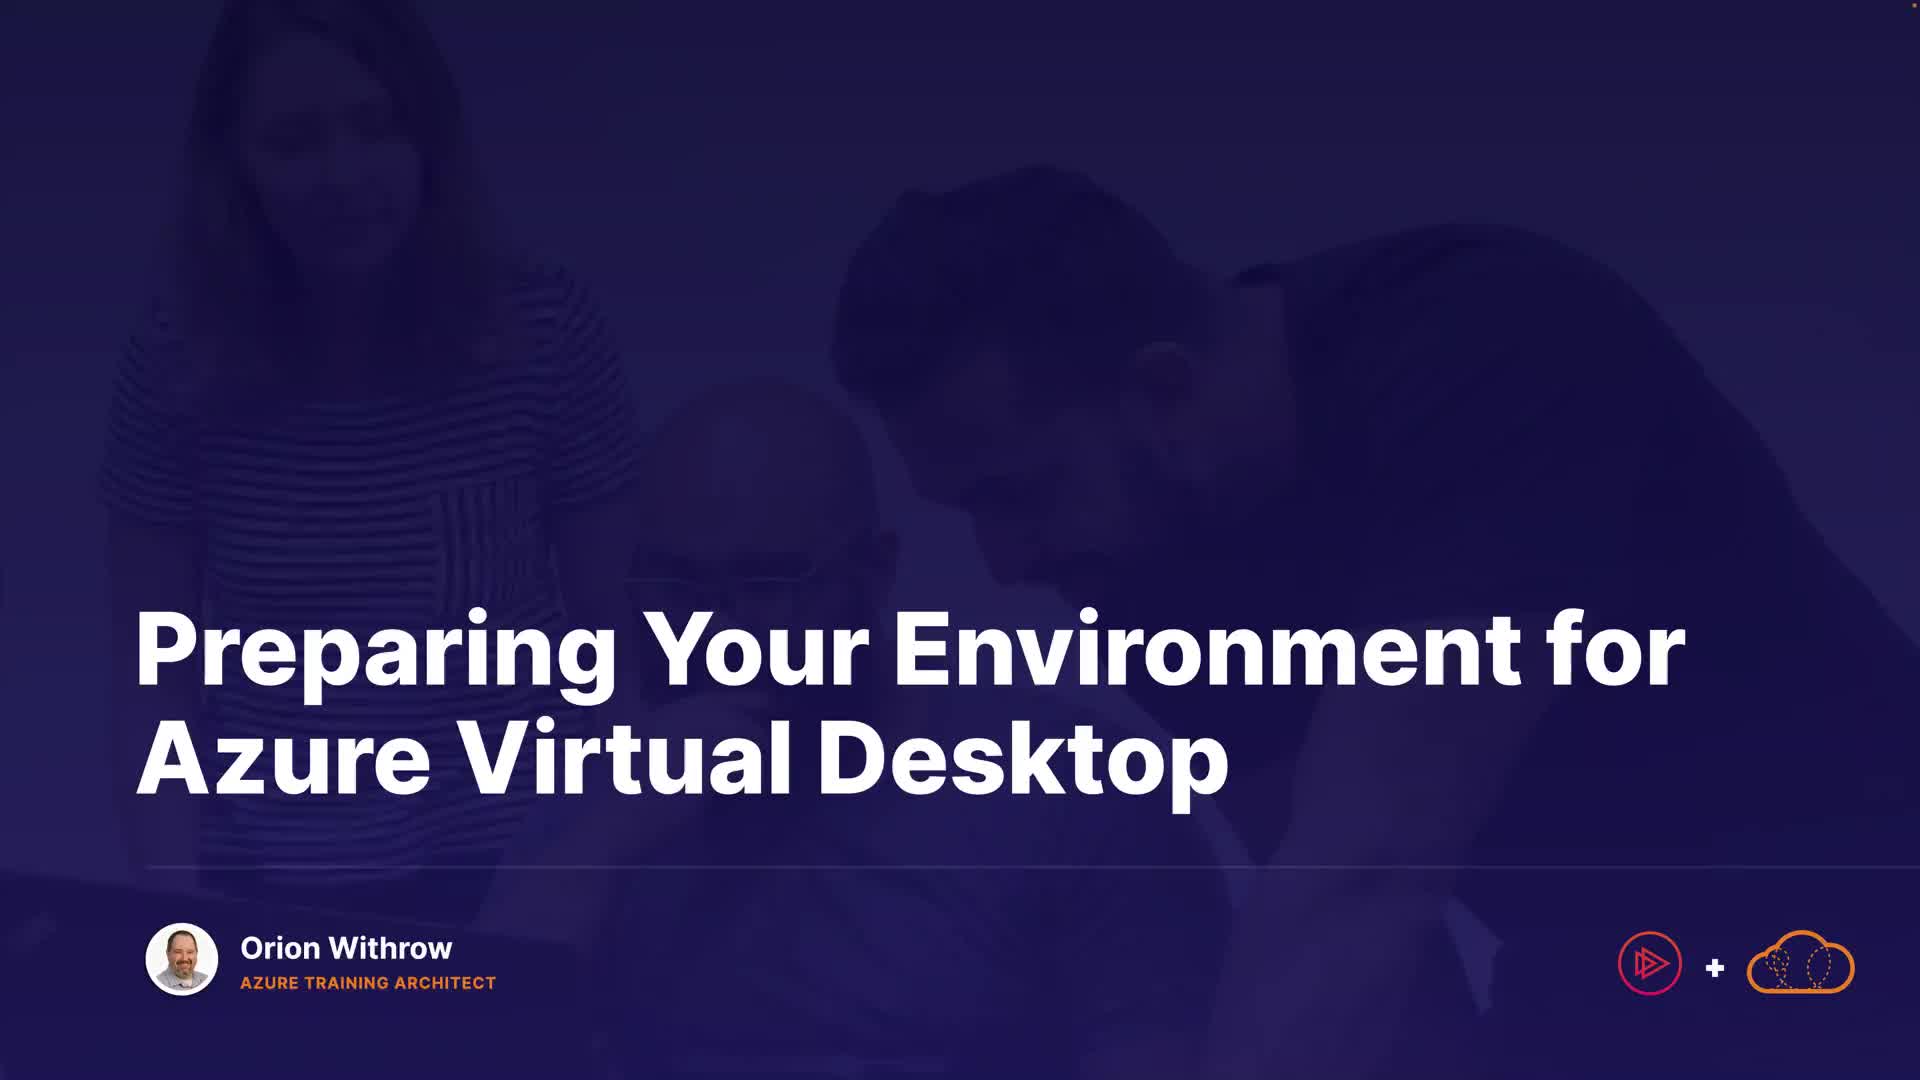 Preparing Your Environment for
Azure Virtual Desktop
Orion Withrow
AZURE TRAINING ARCHITECT